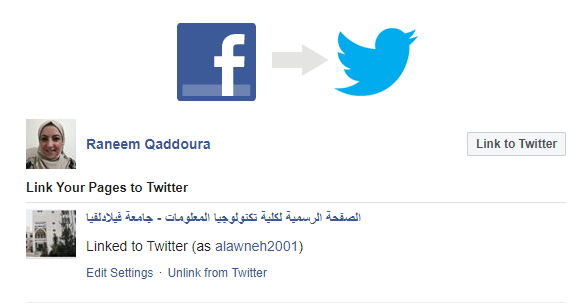 Raneem Qaddoura
Link to Twitter
Link Your Pages to Twitter
الصفحة الرسمية لكلية تكنولوجيا المعلومات - جامعة فيلادلفيا
Linked to Twitter (as alawneh2001)
Edit Settings · Unlink from Twitter